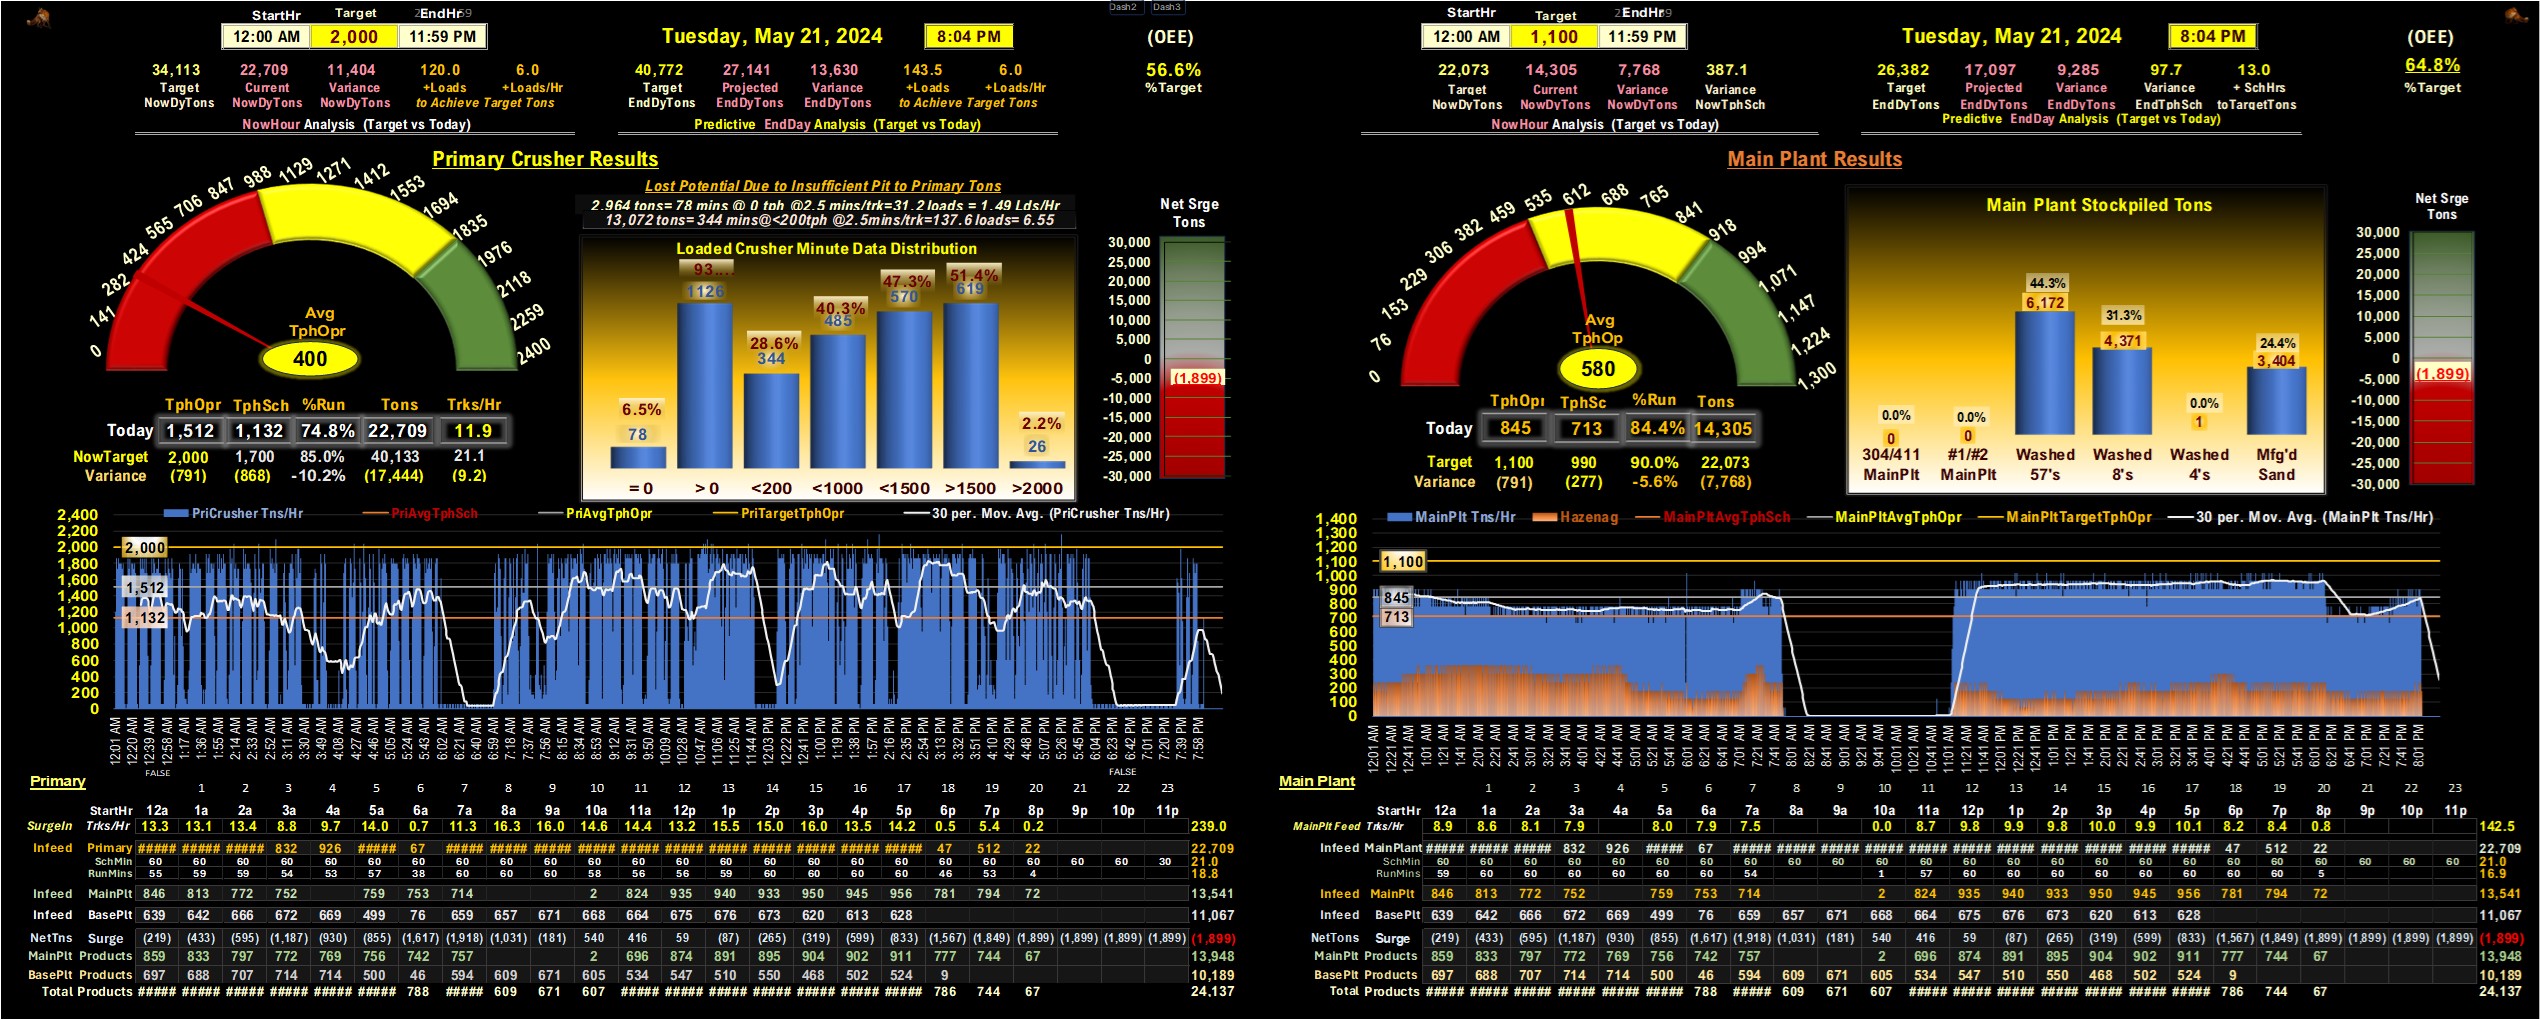 Dash2 Dash3
StartHr Target EndHr
12:00 AM 2,000 11:59 PM
Tuesday, May 21, 2024 8:04 PM (OEE)
34,113 22,709 11,404 120.0 6.0
Target Current Variance +Loads +Loads/Hr
NowDyTons NowDyTons NowDyTons to Achieve Target Tons
NowHour Analysis (Target vs Today)
40,772 27,141 13,630 143.5 6.0 56.6%
Target Projected Variance +Loads +Loads/Hr %Target
EndDyTons EndDyTons EndDyTons to Achieve Target Tons
Predictive EndDay Analysis (Target vs Today)
Primary Crusher Results
0 141 282 424 565 706 847 988 1129 1271 1412 1553 1694 1835 1976 2118 2259 2400
Avg
TphOpr
400
TphOpr TphSch %Run Tons Trks/Hr
Today 1,512 1,132 74.8% 22,709 11.9
NowTarget 2,000 1,700 85.0% 40,133 21.1
Variance (791) (868) -10.2% (17,444) (9.2)
Lost Potential Due to Insufficient Pit to Primary Tons
2,964 tons= 78 mins @ 0 tph @2.5 mins/trk=31.2 loads = 1.49 Lds/Hr
13,072 tons= 344 mins@<200tph @2.5mins/trk=137.6 loads= 6.55
Loaded Crusher Minute Data Distribution
93.... 47.3% 51.4%
1126 570 619
40.3%
485
28.6%
344
6.5% 2.2%
78 26
= 0 > 0 <200 <1000 <1500 >1500 >2000
Net Srge
Tons
30,000
25,000
20,000
15,000
10,000
5,000
0
-5,000 (1,899)
-10,000
-15,000
-20,000
-25,000
-30,000
PriCrusher Tns/Hr PriAvgTphSch PriAvgTphOpr PriTargetTphOpr 30 per. Mov. Avg. (PriCrusher Tns/Hr)
2,400
2,200
2,000 2,000
1,800
1,600 1,512
1,400
1,200 1,132
1,000
800
600
400
200
0
12:01 AM 12:20 AM 12:39 AM 12:58 AM 1:17 AM 1:36 AM 1:55 AM 2:14 AM 2:33 AM 2:52 AM 3:11 AM 3:30 AM 3:49 AM 4:08 AM 4:27 AM 4:46 AM 5:05 AM 5:24 AM 5:43 AM 6:02 AM 6:21 AM 6:40 AM 6:59 AM 7:18 AM 7:37 AM 7:56 AM 8:15 AM 8:34 AM 8:53 AM 9:12 AM 9:31 AM 9:50 AM 10:09 AM 10:28 AM 10:47 AM 11:06 AM 11:25 AM 11:44 AM 12:03 PM 12:22 PM 12:41 PM 1:00 PM 1:19 PM 1:38 PM 1:57 PM 2:16 PM 2:35 PM 2:54 PM 3:13 PM 3:32 PM 3:51 PM 4:10 PM 4:29 PM 4:48 PM 5:07 PM 5:26 PM 5:45 PM 6:04 PM 6:23 PM 6:42 PM 7:01 PM 7:20 PM 7:39 PM 7:58 PM
FALSE FALSE
Primary
1 2 3 4 5 6 7 8 9 10 11 12 13 14 15 16 17 18 19 20 21 22 23
StartHr 12a 1a 2a 3a 4a 5a 6a 7a 8a 9a 10a 11a 12p 1p 2p 3p 4p 5p 6p 7p 8p 9p 10p 11p
SurgeIn Trks/Hr 13.3 13.1 13.4 8.8 9.7 14.0 0.7 11.3 16.3 16.0 14.6 14.4 13.2 15.5 15.0 16.0 13.5 14.2 0.5 5.4 0.2 239.0
Infeed Primary ##### ##### ##### 832 926 ##### 67 ##### ##### ##### ##### ##### ##### ##### ##### ##### ##### ##### 47 512 22 22,709
SchMin 60 60 60 60 60 60 60 60 60 60 60 60 60 60 60 60 60 60 60 60 60 60 60 30 21.0
RunMins 55 59 59 54 53 57 38 60 60 60 58 56 56 59 60 60 60 60 46 53 4 18.8
Infeed MainPlt 846 813 772 752 759 753 714 2 824 935 940 933 950 945 956 781 794 72 13,541
Infeed BasePlt 639 642 666 672 669 499 76 659 657 671 668 664 675 676 673 620 613 628 11,067
NetTns Surge (219) (433) (595) (1,187) (930) (855) (1,617) (1,918) (1,031) (181) 540 416 59 (87) (265) (319) (599) (833) (1,567) (1,849) (1,899) (1,899) (1,899) (1,899) (1,899)
MainPlt Products 859 833 797 772 769 756 742 757 2 696 874 891 895 904 902 911 777 744 67 13,948
BasePlt Products 697 688 707 714 714 500 46 594 609 671 605 534 547 510 550 468 502 524 9 10,189
Total Products ##### ##### ##### ##### ##### ##### 788 ##### 609 671 607 ##### ##### ##### ##### ##### ##### ##### 786 744 67 24,137
StartHr Target EndHr
12:00 AM 1,100 11:59 PM
Tuesday, May 21, 2024 8:04 PM (OEE)
22,073 14,305 7,768 387.1
Target Current Variance Variance
NowDyTons NowDyTons NowDyTons NowTphSch
NowHour Analysis (Target vs Today)
26,382 17,097 9,285 97.7 13.0 64.8%
Target Projected Variance Variance + SchHrs %Target
EndDyTons EndDyTons EndDyTons EndTphSch toTargetTons
Predictive EndDay Analysis (Target vs Today)
Main Plant Results
0 76 153 229 306 382 459 535 612 688 765 841 918 994 1,071 1,147 1,224 1,300
Avg
TphOp
580
TphOpr TphSc %Run Tons
Today 845 713 84.4% 14,305
Target 1,100 990 90.0% 22,073
Variance (791) (277) -5.6% (7,768)
Main Plant Stockpiled Tons
44.3%
6,172
31.3%
4,371
24.4%
3,404
0.0% 0.0% 0.0%
0 0 1
304/411 #1/#2 Washed Washed Washed Mfg'd
MainPlt MainPlt 57's 8's 4's Sand
Net Srge
Tons
30,000
25,000
20,000
15,000
10,000
5,000
0
-5,000 (1,899)
-10,000
-15,000
-20,000
-25,000
-30,000
MainPlt Tns/Hr Hazenag MainPltAvgTphSch MainPltAvgTphOpr MainPltTargetTphOpr 30 per. Mov. Avg. (MainPlt Tns/Hr)
1,400
1,300
1,200
1,100 1,100
1,000
900
800 845
700 713
600
500
400
300
200
100
0
12:01 AM 12:21 AM 12:41 AM 1:01 AM 1:21 AM 1:41 AM 2:01 AM 2:21 AM 2:41 AM 3:01 AM 3:21 AM 3:41 AM 4:01 AM 4:21 AM 4:41 AM 5:01 AM 5:21 AM 5:41 AM 6:01 AM 6:21 AM 6:41 AM 7:01 AM 7:21 AM 7:41 AM 8:01 AM 8:21 AM 8:41 AM 9:01 AM 9:21 AM 9:41 AM 10:01 AM 10:21 AM 10:41 AM 11:01 AM 11:21 AM 11:41 AM 12:01 PM 12:21 PM 12:41 PM 1:01 PM 1:21 PM 1:41 PM 2:01 PM 2:21 PM 2:41 PM 3:01 PM 3:21 PM 3:41 PM 4:01 PM 4:21 PM 4:41 PM 5:01 PM 5:21 PM 5:41 PM 6:01 PM 6:21 PM 6:41 PM 7:01 PM 7:21 PM 7:41 PM 8:01 PM
Main Plant
1 2 3 4 5 6 7 8 9 10 11 12 13 14 15 16 17 18 19 20 21 22 23
StartHr 12a 1a 2a 3a 4a 5a 6a 7a 8a 9a 10a 11a 12p 1p 2p 3p 4p 5p 6p 7p 8p 9p 10p 11p
MainPlt Feed Trks/Hr 8.9 8.6 8.1 7.9 8.0 7.9 7.5 0.0 8.7 9.8 9.9 9.8 10.0 9.9 10.1 8.2 8.4 0.8 142.5
Infeed MainPlant ##### ##### ##### 832 926 ##### 67 ##### ##### ##### ##### ##### ##### ##### ##### ##### ##### ##### 47 512 22 22,709
SchMin 60 60 60 60 60 60 60 60 60 60 60 60 60 60 60 60 60 60 60 60 60 60 60 60 21.0
RunMins 59 60 60 60 60 60 54 1 57 60 60 60 60 60 60 60 60 5 16.9
Infeed MainPlt 846 813 772 752 759 753 714 2 824 935 940 933 950 945 956 781 794 72 13,541
Infeed BasePlt 639 642 666 672 669 499 76 659 657 671 668 664 675 676 673 620 613 628 11,067
NetTons Surge (219) (433) (595) (1,187) (930) (855) (1,617) (1,918) (1,031) (181) 540 416 59 (87) (265) (319) (599) (833) (1,567) (1,849) (1,899) (1,899) (1,899) (1,899) (1,899)
MainPlt Products 859 833 797 772 769 756 742 757 2 696 874 891 895 904 902 911 777 744 67 13,948
BasePlt Products 697 688 707 714 714 500 46 594 609 671 605 534 547 510 550 468 502 524 9 10,189
Total Products ##### ##### ##### ##### ##### ##### 788 ##### 609 671 607 ##### ##### ##### ##### ##### ##### ##### 786 744 67 24,137